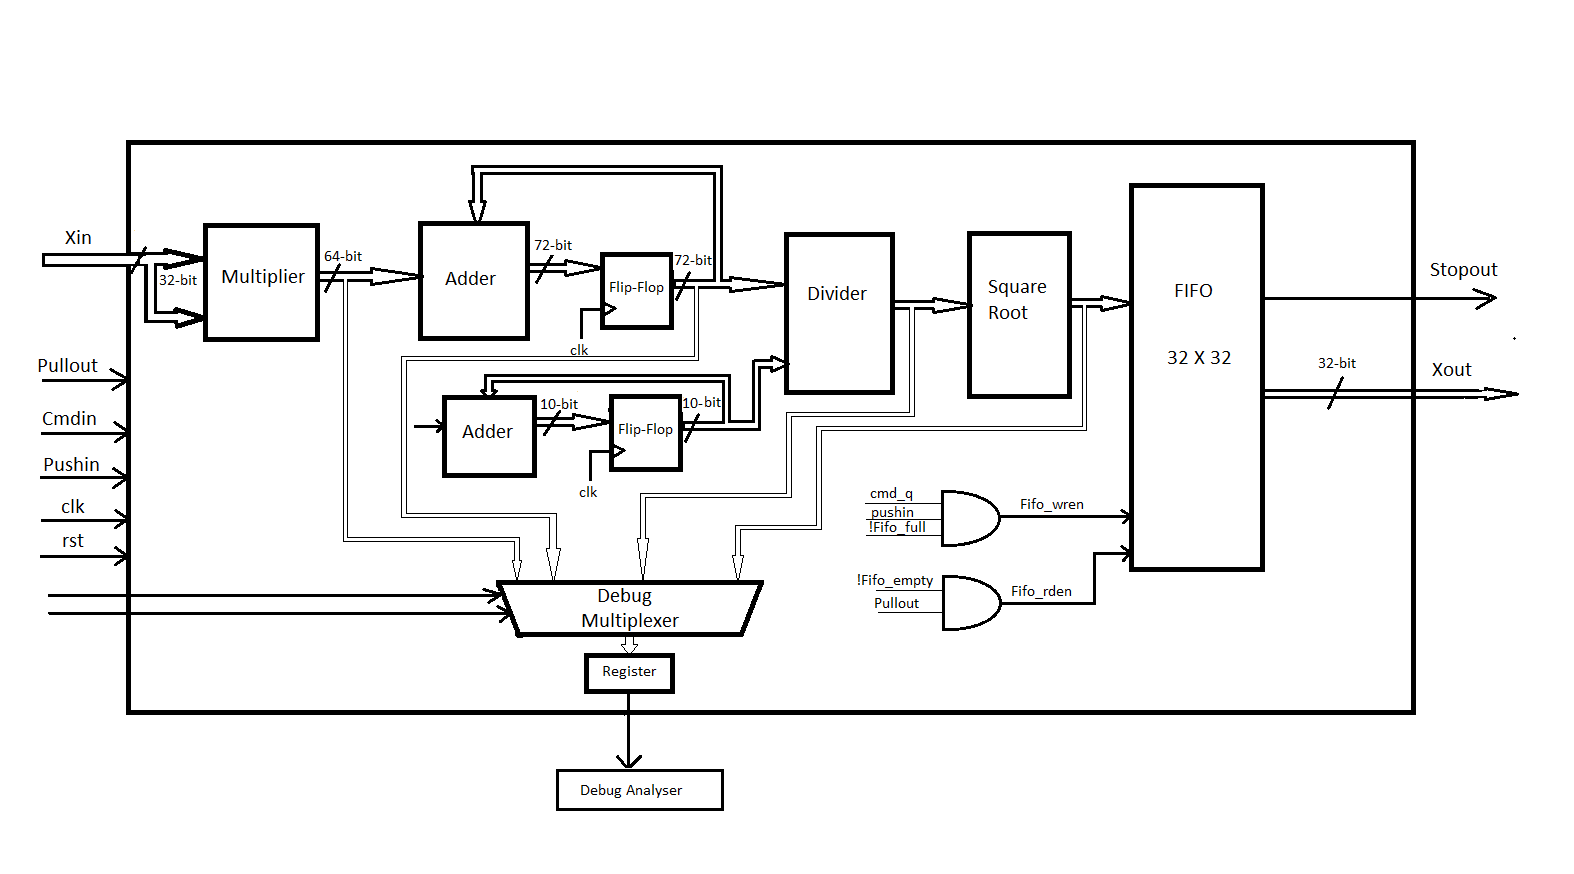 Xin
32-bit
Multiplier
64-bit
Adder
72-bit
Flip-Flop
clk
72-bit
Divider
Square
Root
FIFO
32 X 32
Stopout
32-bit
Xout
Pullout
Cmdin
Pushin
clk
rst
Adder
10-bit
Flip-Flop
clk
10-bit
cmd_q
pushin
!Fifo_full
Fifo_wren
!Fifo_empty
Pullout
Fifo_rden
Debug
Multiplexer
Register
Debug Analyser